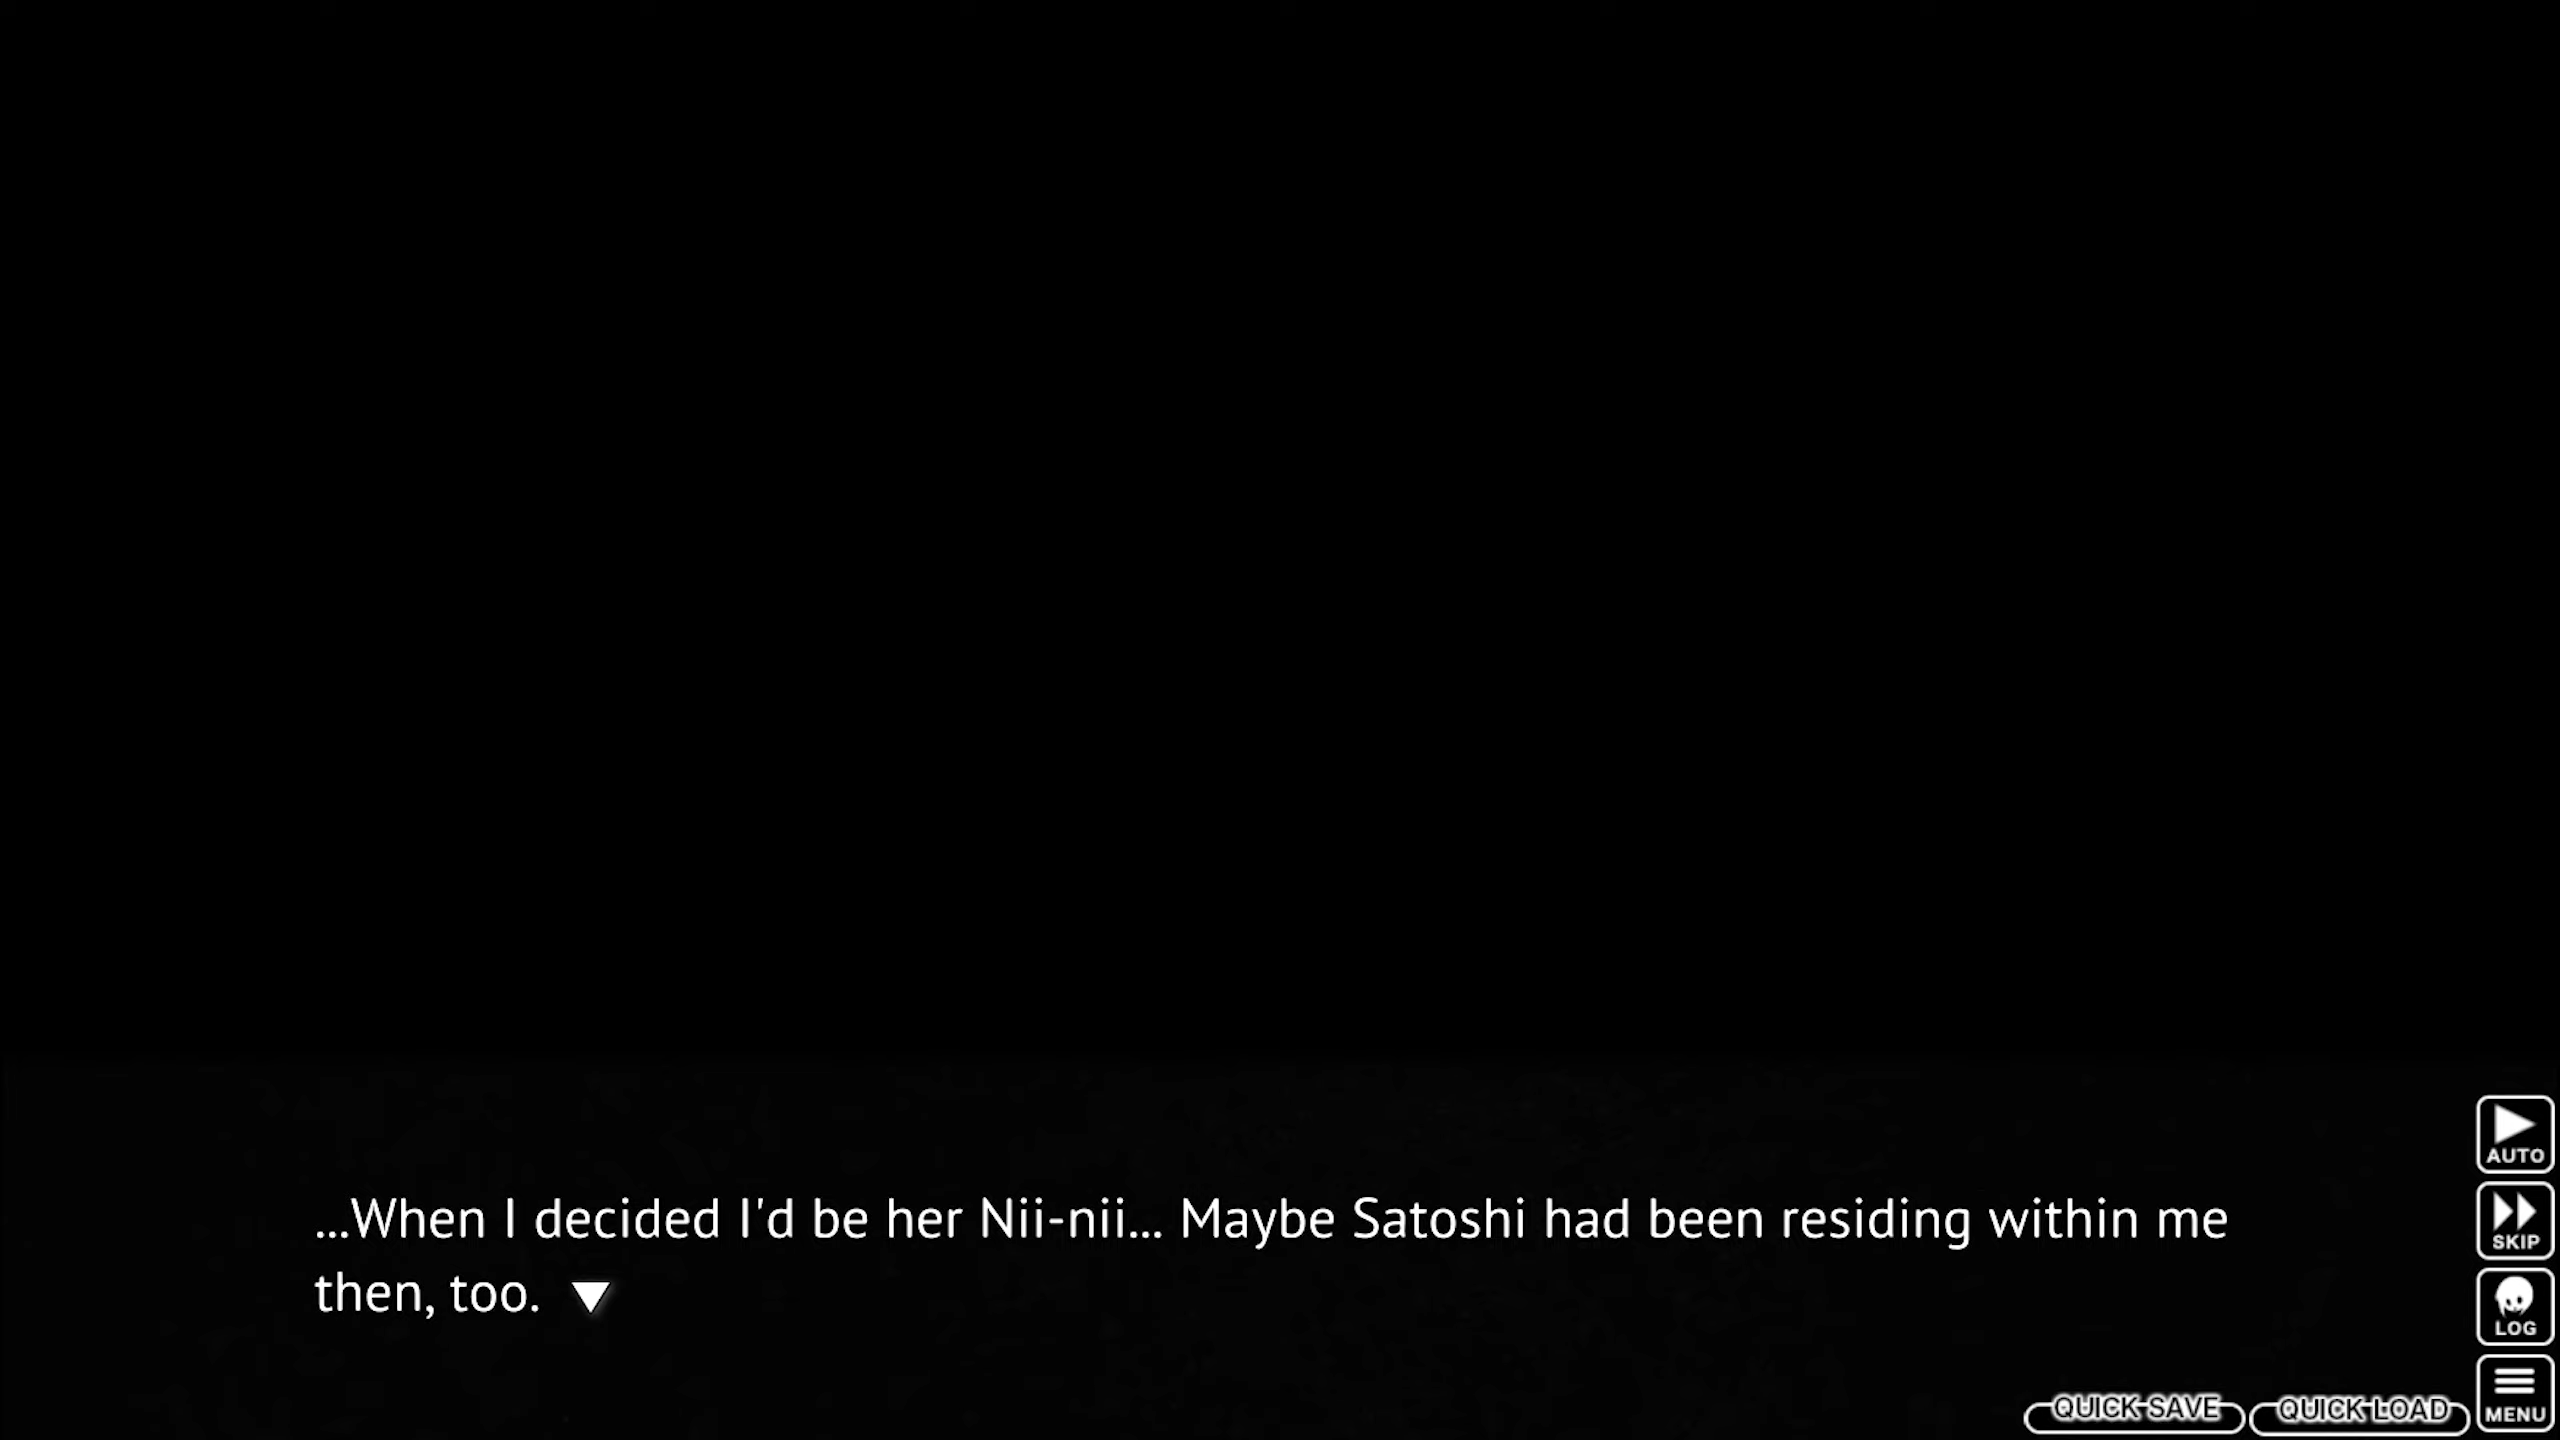 ...When I decided I'd be her Nii-nii... Maybe Satoshi had been residing within me
then, too.
AUTO
SKIP
LOG
MENU
QUICK SAVE QUICK LOAD